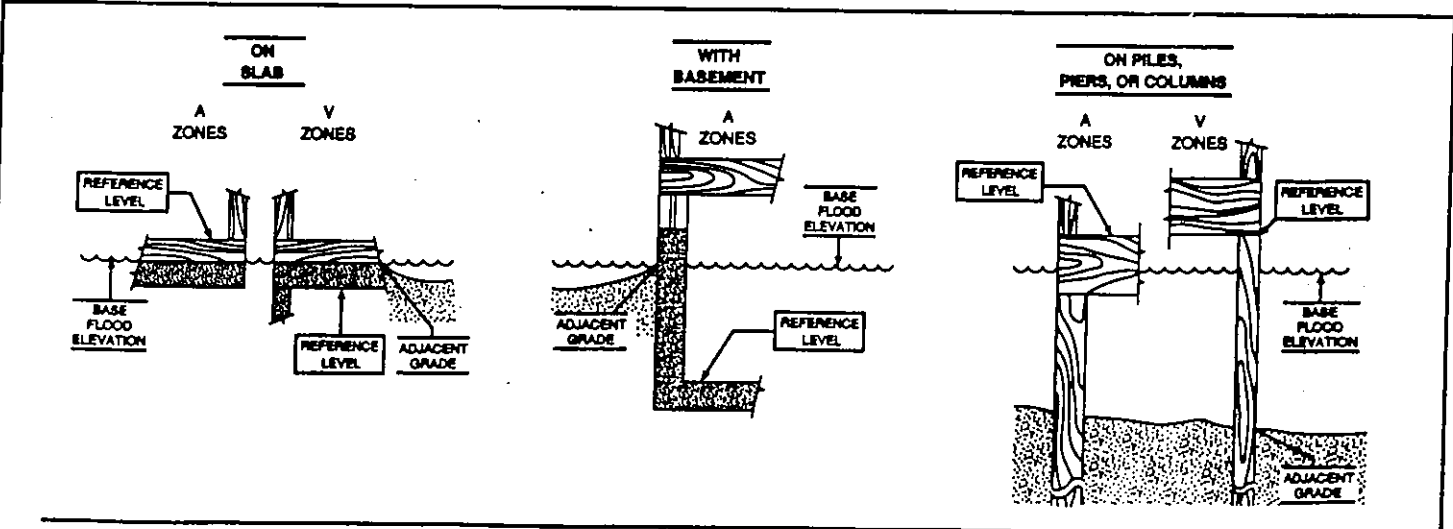 ON
SLAB
A
ZONES
V
ZONES
REFERENCE
LEVEL
BASE
FLOOD
ELEVATION
REFERENCE
LEVEL
ADJACENT
GRADE
WITH
BASEMENT
A
ZONES
BASE
FLOOD
ELEVATION
ADJACENT
GRADE
REFERENCE
LEVEL
ON PILES,
PIERS, OR COLUMNS
A
ZONES
V
ZONES
REFERENCE
LEVEL
REFERENCE
LEVEL
BASE
FLOOD
ELEVATION
ADJACENT
GRADE